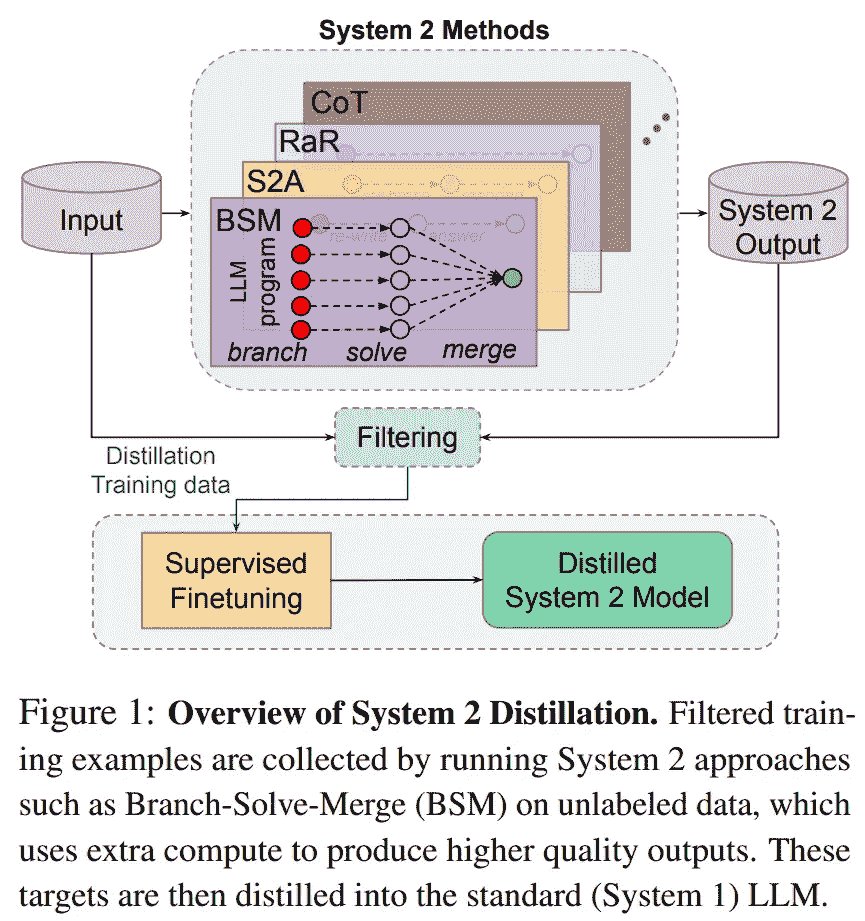 System 2 Methods
CoT
RaR
S2A
BSM
LLM
program
re-write
answer
branch solve merge
Input
System 2
Output
Filtering
Distillation
Training data
Supervised
Finetuning
Distilled
System 2 Model
Figure 1: Overview of System 2 Distillation. Filtered train-
ing examples are collected by running System 2 approaches
such as Branch-Solve-Merge (BSM) on unlabeled data, which
uses extra compute to produce higher quality outputs. These
targets are then distilled into the standard (System 1) LLM.